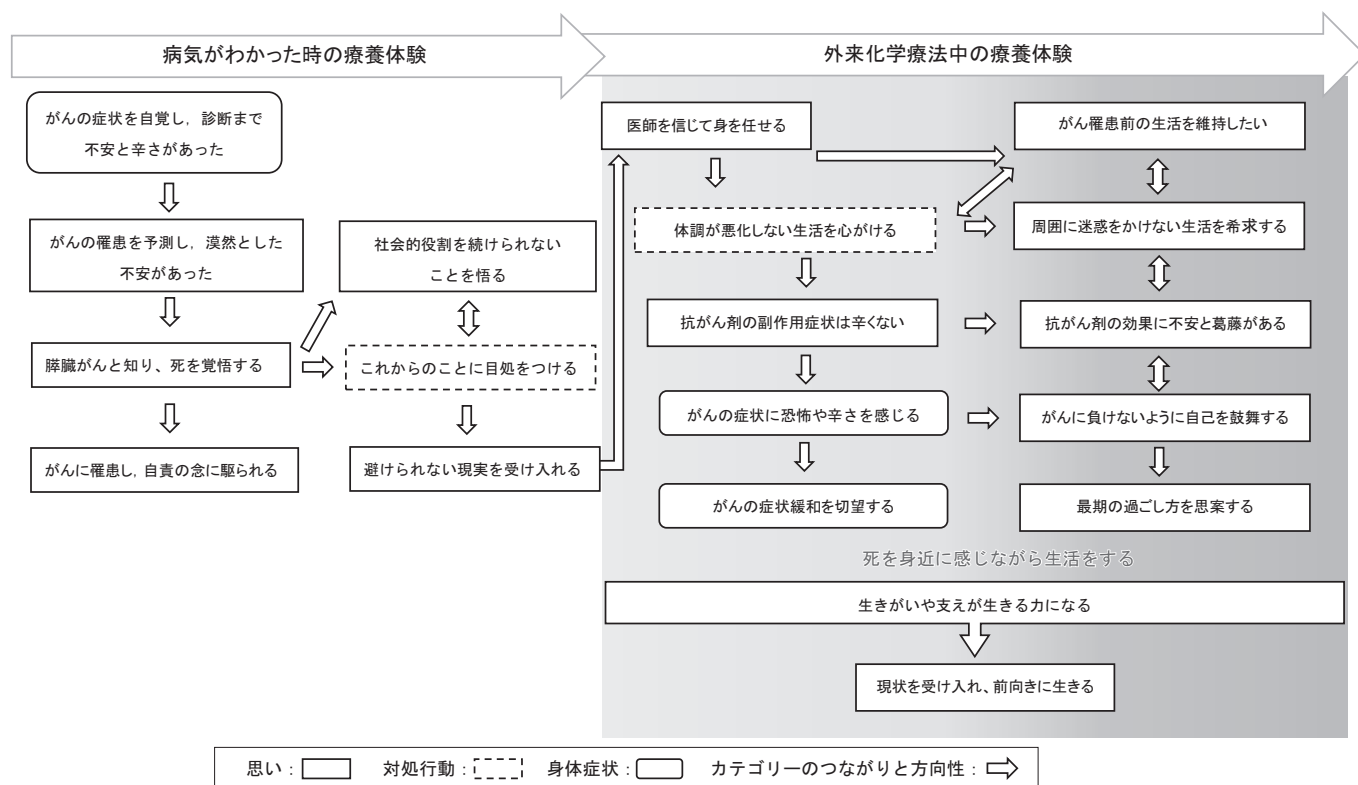 病気がわかった時の療養体験
外来化学療法中の療養体験
がんの症状を自覚し，診断まで
不安と辛さがあった
がんの罹患を予測し，漠然とした
不安があった
膵臓がんと知り、死を覚悟する
がんに罹患し，自責の念に駆られる
社会的役割を続けられない
ことを悟る
これからのことに目処をつける
避けられない現実を受け入れる
医師を信じて身を任せる
体調が悪化しない生活を心がける
抗がん剤の副作用症状は辛くない
がんの症状に恐怖や辛さを感じる
がんの症状緩和を切望する
がん罹患前の生活を維持したい
周囲に迷惑をかけない生活を希求する
抗がん剤の効果に不安と葛藤がある
がんに負けないように自己を鼓舞する
最期の過ごし方を思案する
死を身近に感じながら生活をする
生きがいや支えが生きる力になる
現状を受け入れ、前向きに生きる
思い： 対処行動： 身体症状： カテゴリーのつながりと方向性：